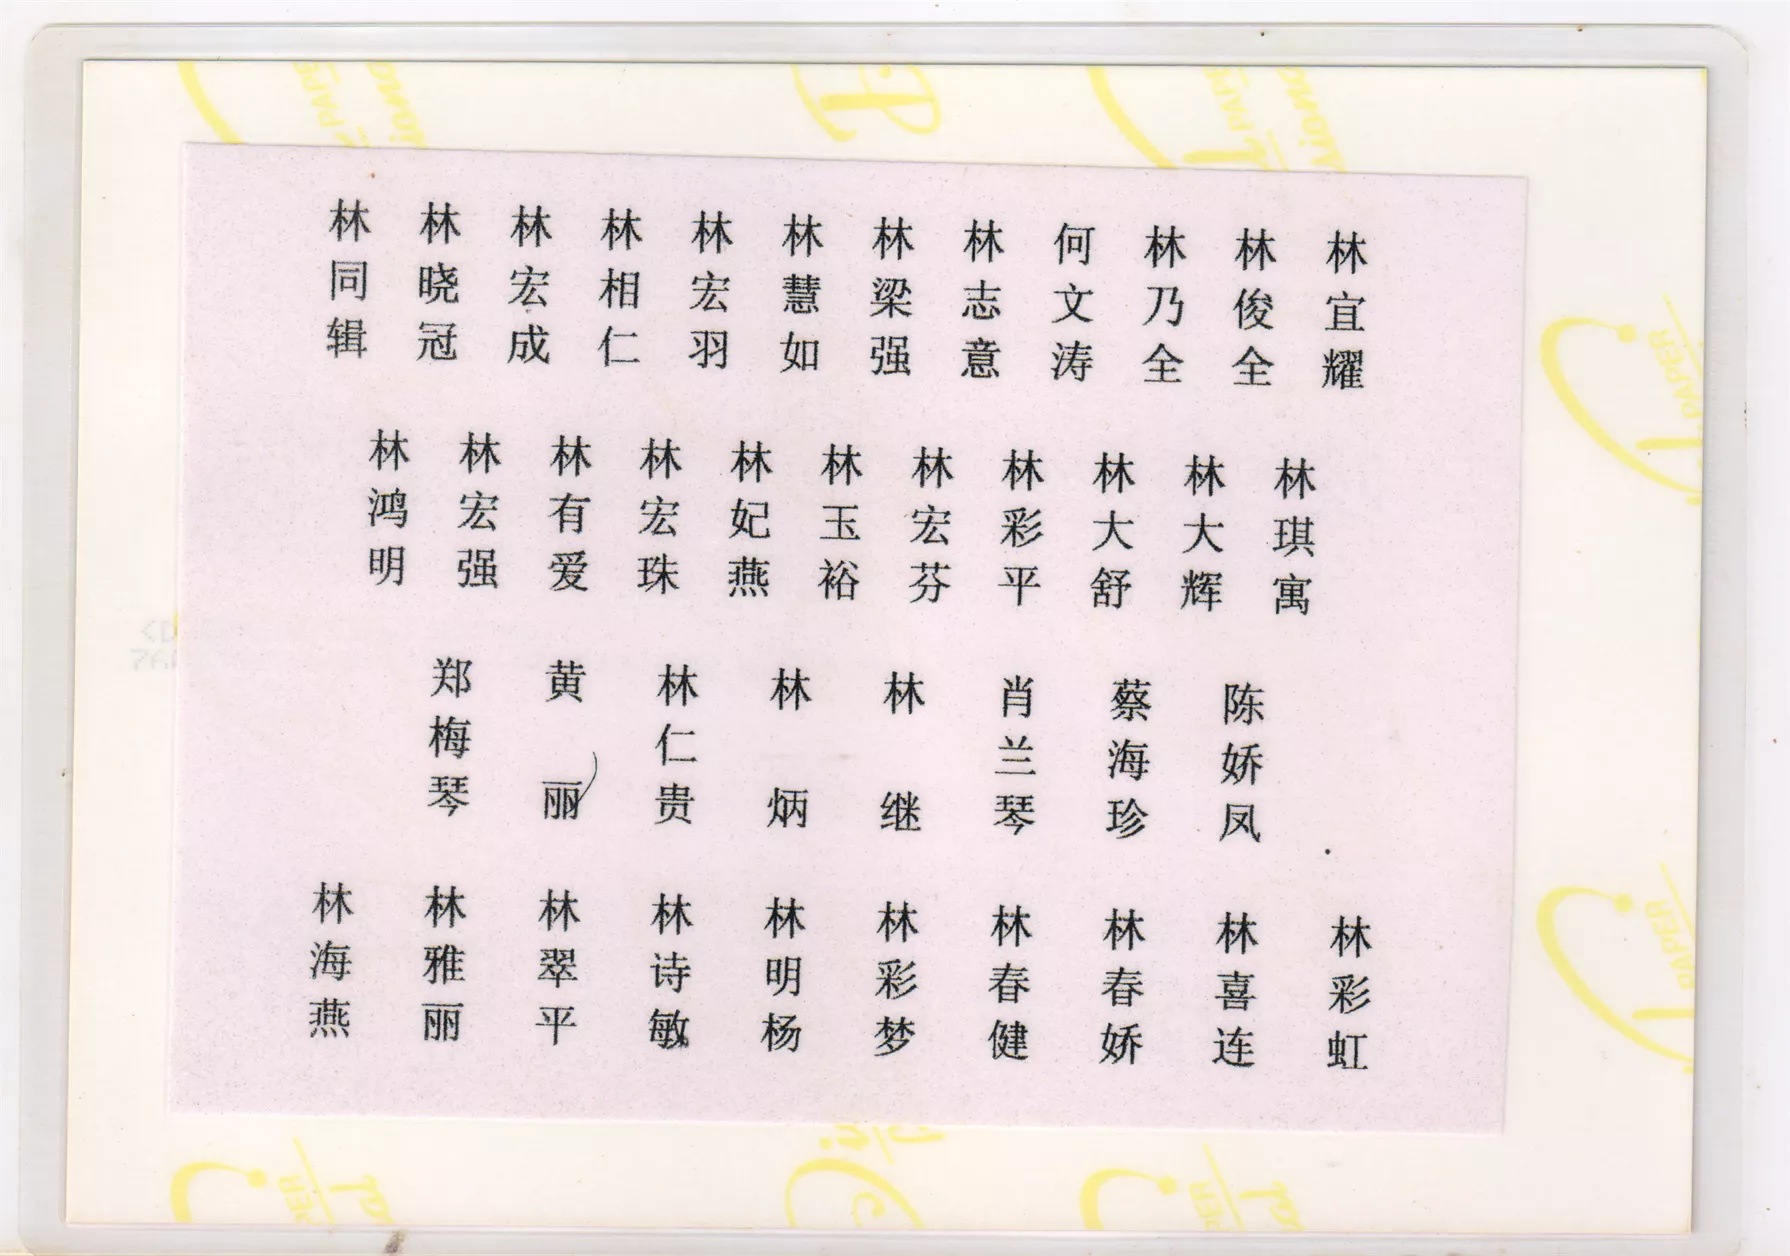 林同辑 林晓冠 林宏成 林相仁 林宏羽 林慧如 林梁强 林志意 何文涛 林乃全 林俊全 林宜耀
林鸿明 林宏强 林有爱 林宏珠 林妃燕 林玉裕 林宏芬 林彩平 林大舒 林大辉 林琪寓
郑梅琴 黄丽 林仁贵 林炳 林继 肖兰琴 蔡海珍 陈娇凤
林海燕 林雅丽 林翠平 林诗敏 林明杨 林彩梦 林春健 林春娇 林喜连 林彩虹
PAPER
PAPER
PAPER
PAPER